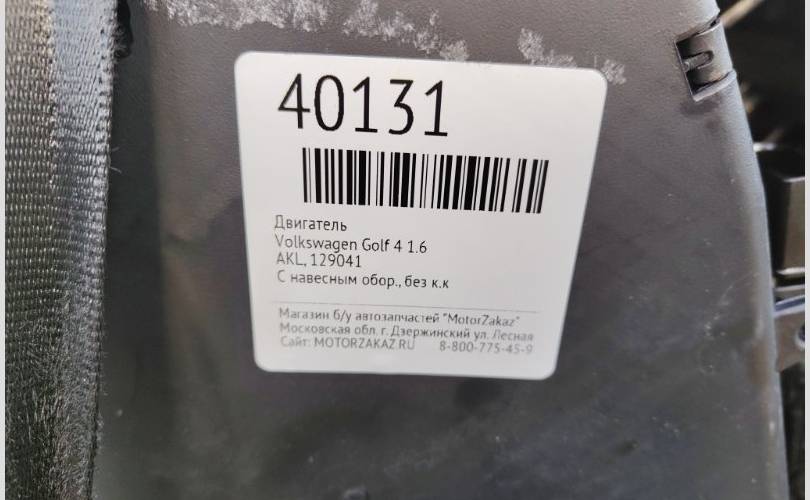 40131
Двигатель
Volkswagen Golf 4 1.6
AKL, 129041
С навесным обор., без к.к
Магазин б/у автозапчастей "MotorZakaz"
Московская обл. г. Дзержинский ул. Лесная
Сайт: MOTORZAKAZ.RU 8-800-775-45-9